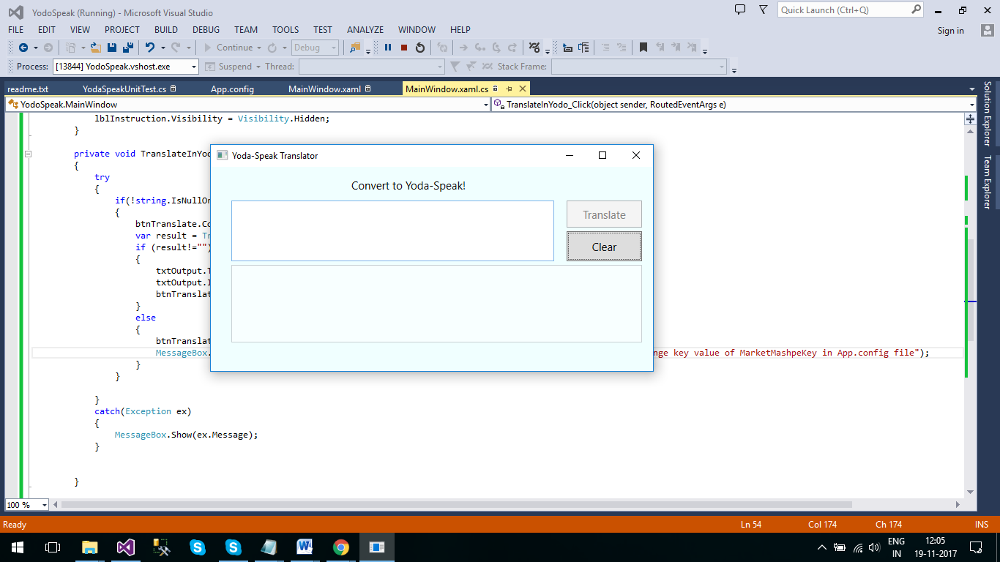 YodoSpeak (Running) - Microsoft Visual Studio
Quick Launch (Ctrl+Q)
FILE EDIT VIEW PROJECT BUILD DEBUG TEAM TOOLS TEST ANALYZE WINDOW HELP
Sign in
Continue Debug
Process: [13844] YodoSpeak.vshost.exe Suspend Thread: Stack Frame:
readme.txt YodaSpeakUnitTest.cs App.config MainWindow.xaml MainWindow.xaml.cs
YodoSpeak.MainWindow TranslateInYodo_Click(object sender, RoutedEventArgs e)
Solution Explorer
Team Explorer
lblInstruction.Visibility = Visibility.Hidden;
}
private void TranslateInYo
{
try
{
if(!string.IsNullOr
{
btnTranslate.Co
var result = Tr
if (result!="")
{
txtOutput.T
txtOutput.I
btnTranslat
}
else
{
btnTranslat
MessageBox. nge key value of MarketMashpeKey in App.config file");
}
}
}
catch(Exception ex)
{
MessageBox.Show(ex.Message);
}
}
Yoda-Speak Translator
Convert to Yoda-Speak!
Translate
Clear
100 %
Ready Ln 54 Col 174 Ch 174 INS
ENG
IN
12:05
19-11-2017